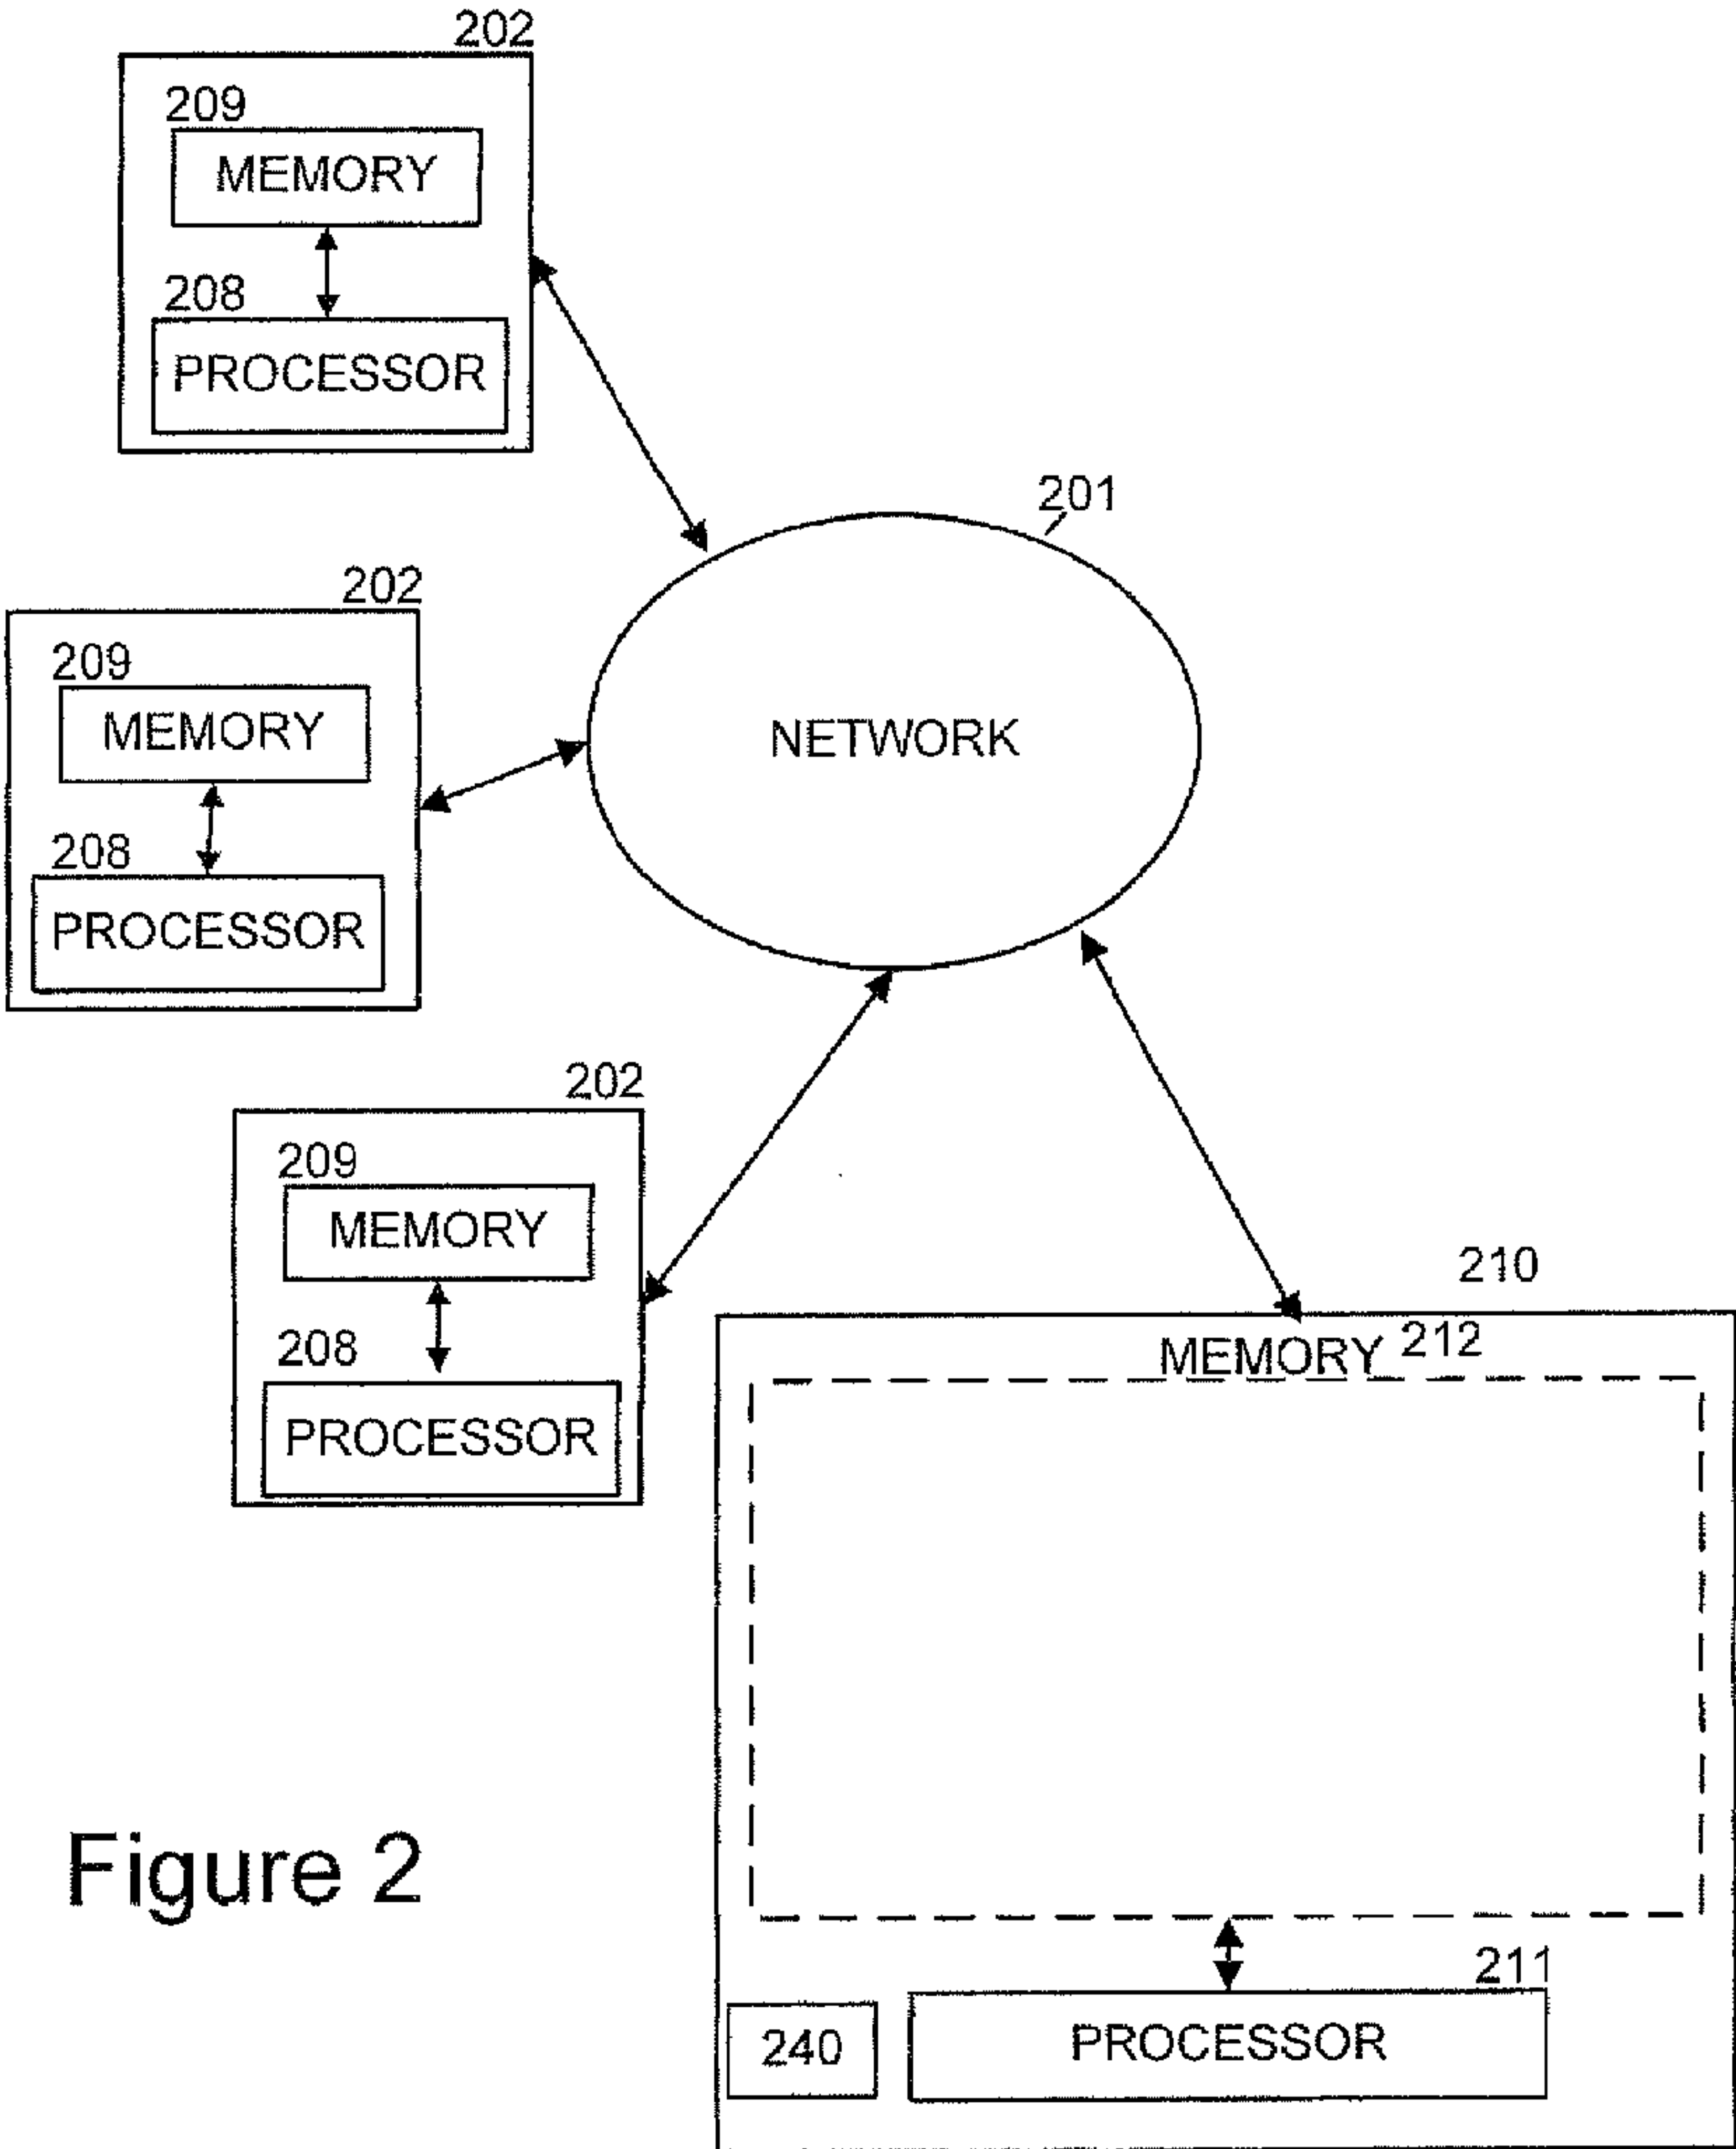 202
209
MEMORY
208
PROCESSOR
201
NETWORK
202
209
MEMORY
208
PROCESSOR
202
209
MEMORY
208
PROCESSOR
210
MEMORY 212
211
240
PROCESSOR
Figure 2